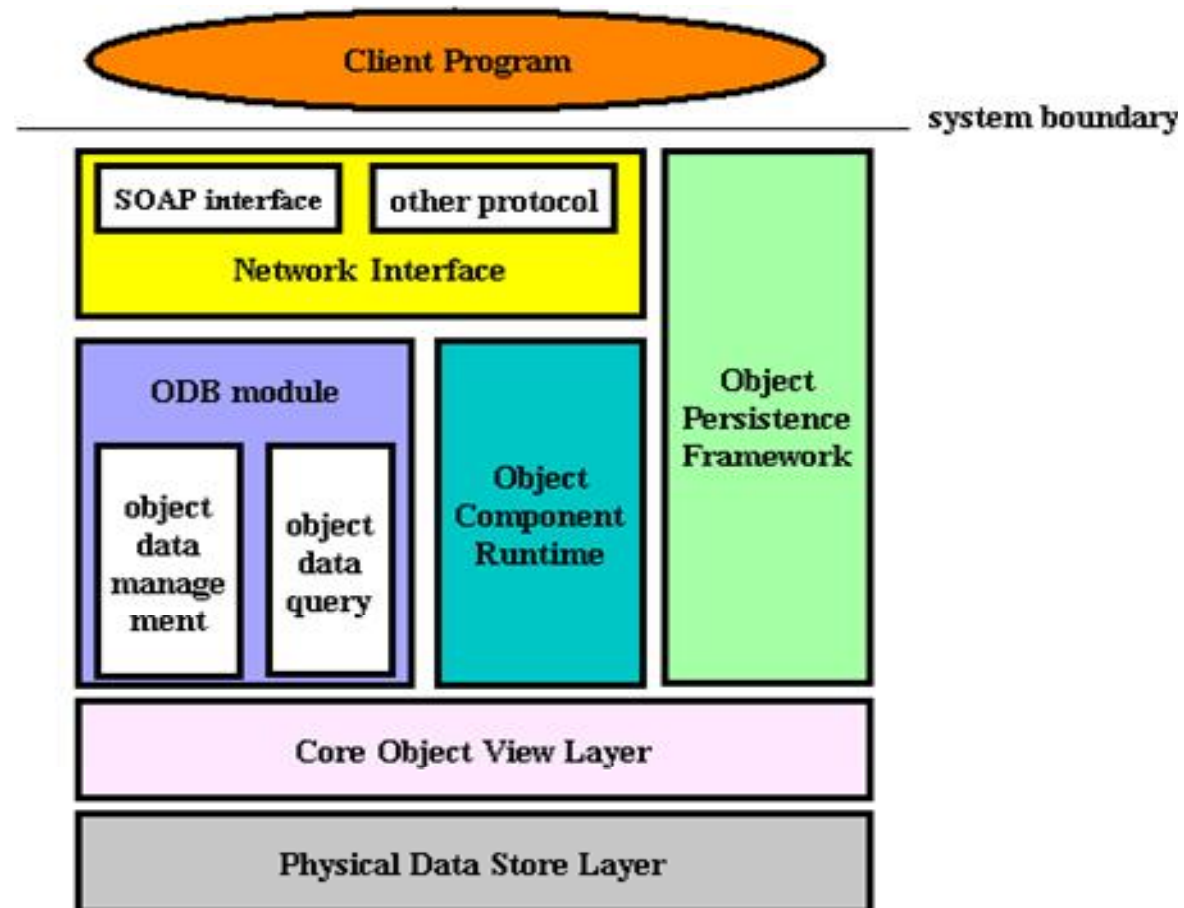 Client Program
system boundary
SOAP interface
other protocol
Network Interface
ODB module
object
data
manage
ment
object
data
query
Object
Component
Runtime
Object
Persistence
Framework
Core Object View Layer
Physical Data Store Layer